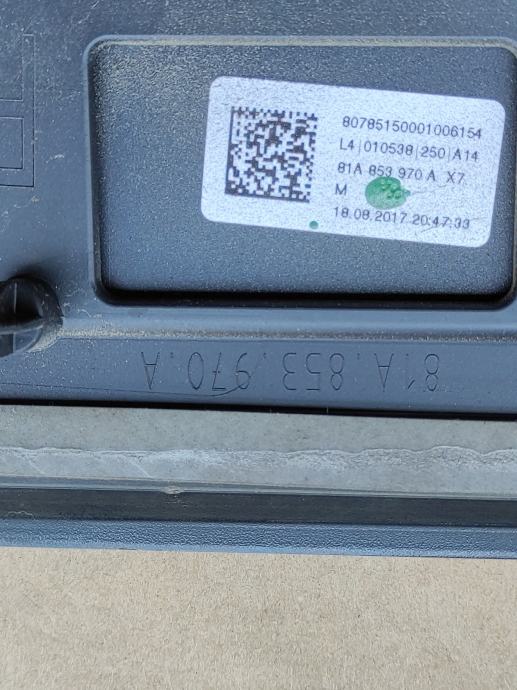 80785150001006154
L4|010538|250|A14
81A 853 970 A X7
M
18.08.2017 20:47:33
81A.853.970.A